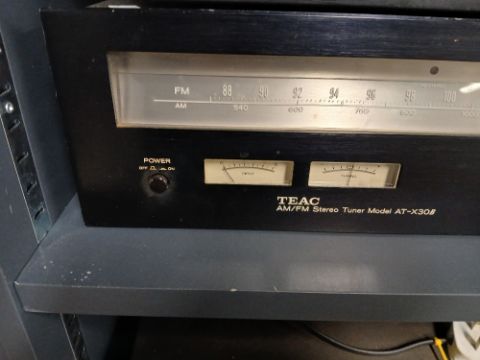 FM 88 90 92 94 96 98 100
AM 540 600 700
POWER
OFF ON
TEAC
AM/FM Stereo Tuner Model AT-X30